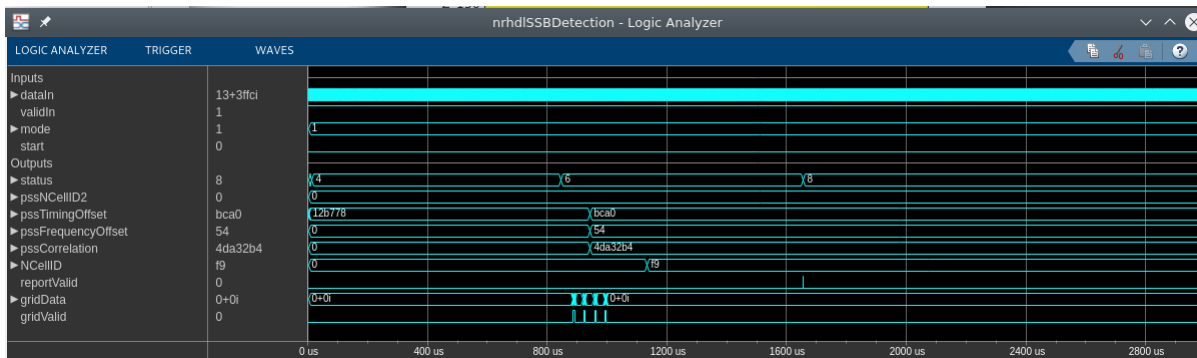 nrhdlSSBDetection - Logic Analyzer
LOGIC ANALYZER TRIGGER WAVES
Inputs
dataIn 13+3ffci
validIn 1
mode 1 1
start 0
Outputs
status 8 4 6 8
pssNCellID2 0 0
pssTimingOffset bca0 12b778 bca0
pssFrequencyOffset 54 0 54
pssCorrelation 4da32b4 0 4da32b4
NCellID f9 0 f9
reportValid 0
gridData 0+0i 0+0i 0+0i
gridValid 0
0 us 400 us 800 us 1200 us 1600 us 2000 us 2400 us 2800 us